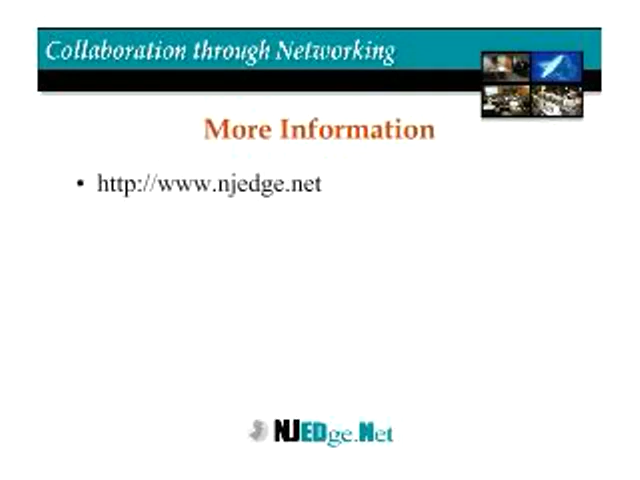 Collaboration through Networking
More Information
• http://www.njedge.net
NJEDge.Net